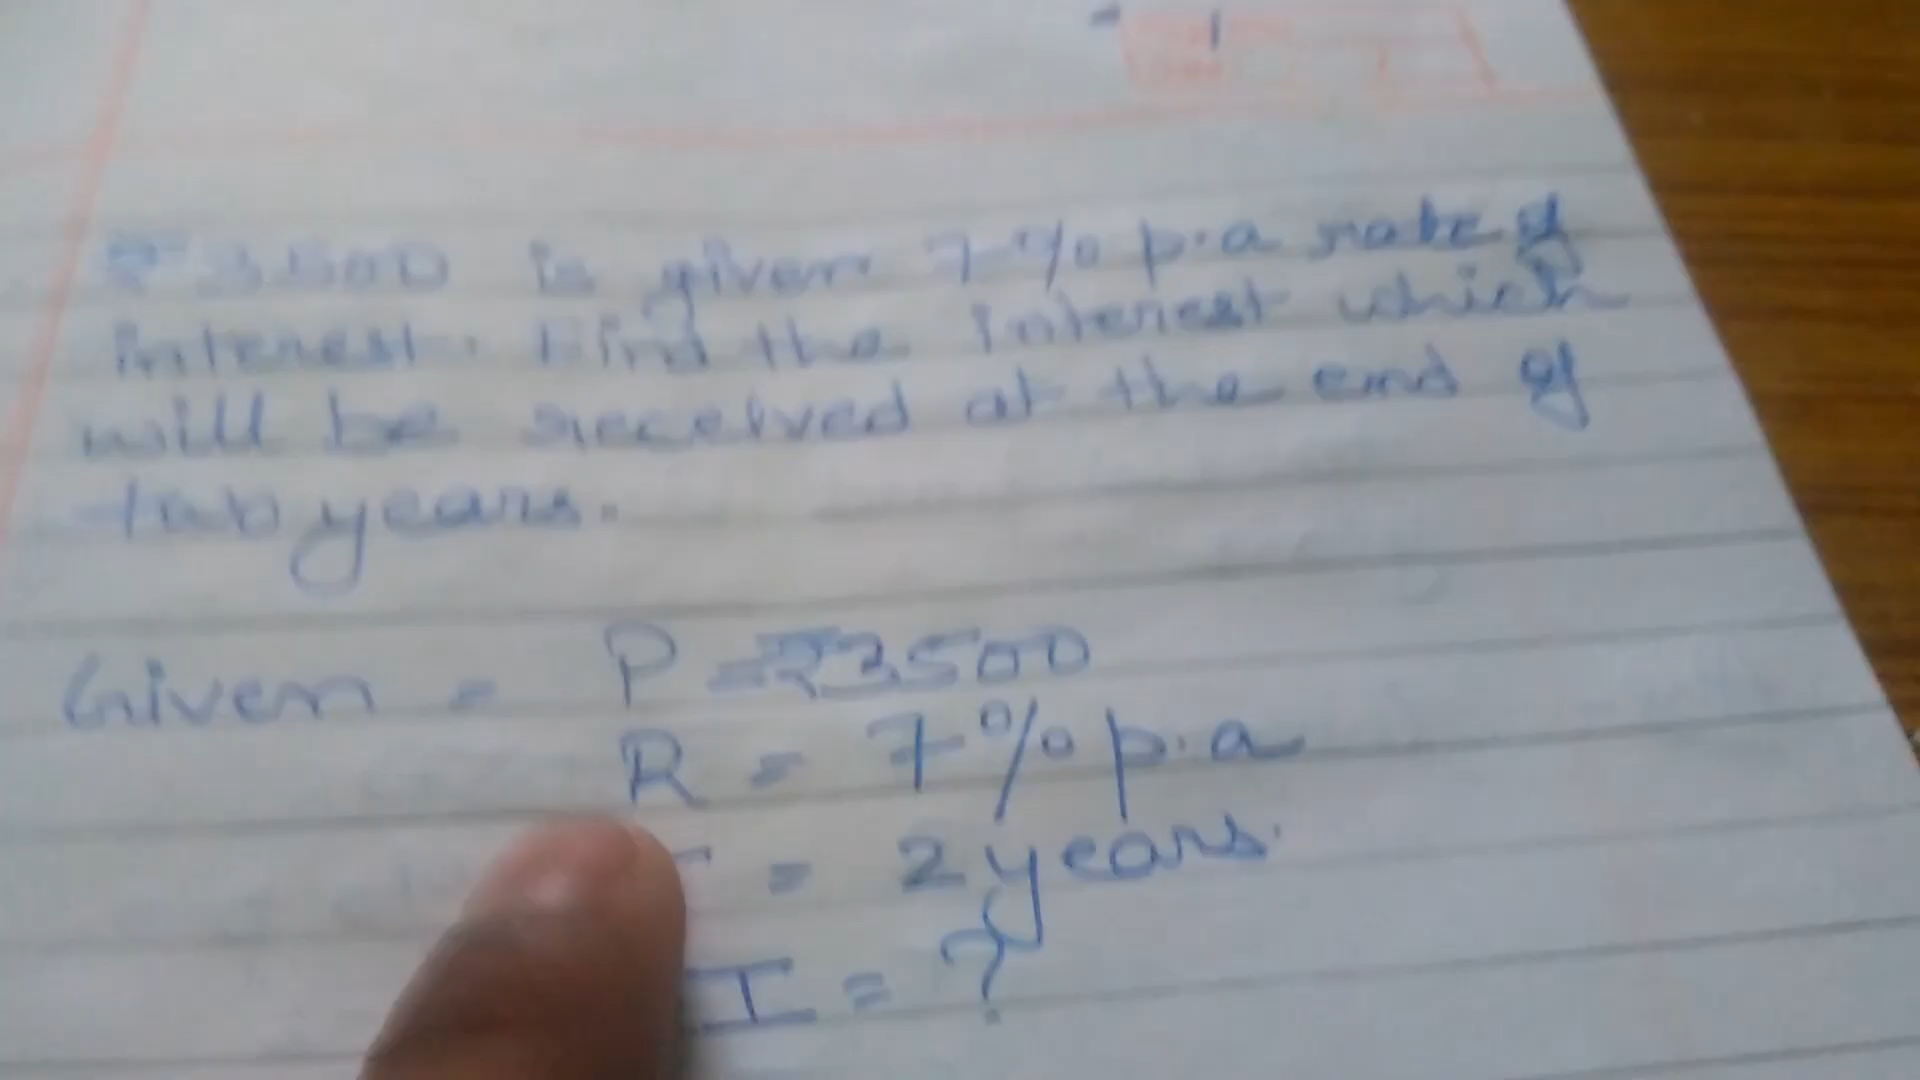 ₹3500 is given 7% p.a rate of
interest. Find the interest which
will be received at the end of
two years.
Given = P = ₹3500
R = 7% p.a
T = 2 years.
I = ?